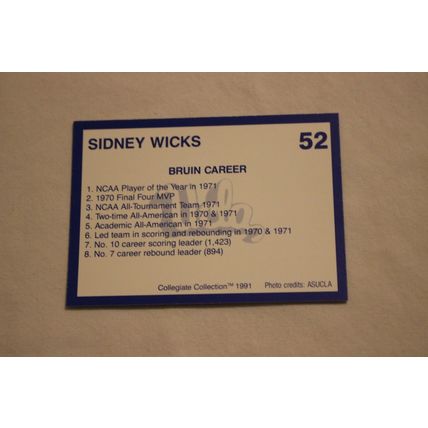 SIDNEY WICKS 52
BRUIN CAREER
1. NCAA Player of the Year in 1971
2. 1970 Final Four MVP
3. NCAA All-Tournament Team 1971
4. Two-time All-American in 1970 & 1971
5. Academic All-American in 1971
6. Led team in scoring and rebounding in 1970 & 1971
7. No. 10 career scoring leader (1,423)
8. No. 7 career rebound leader (894)
Collegiate Collection™ 1991 Photo credits: ASUCLA